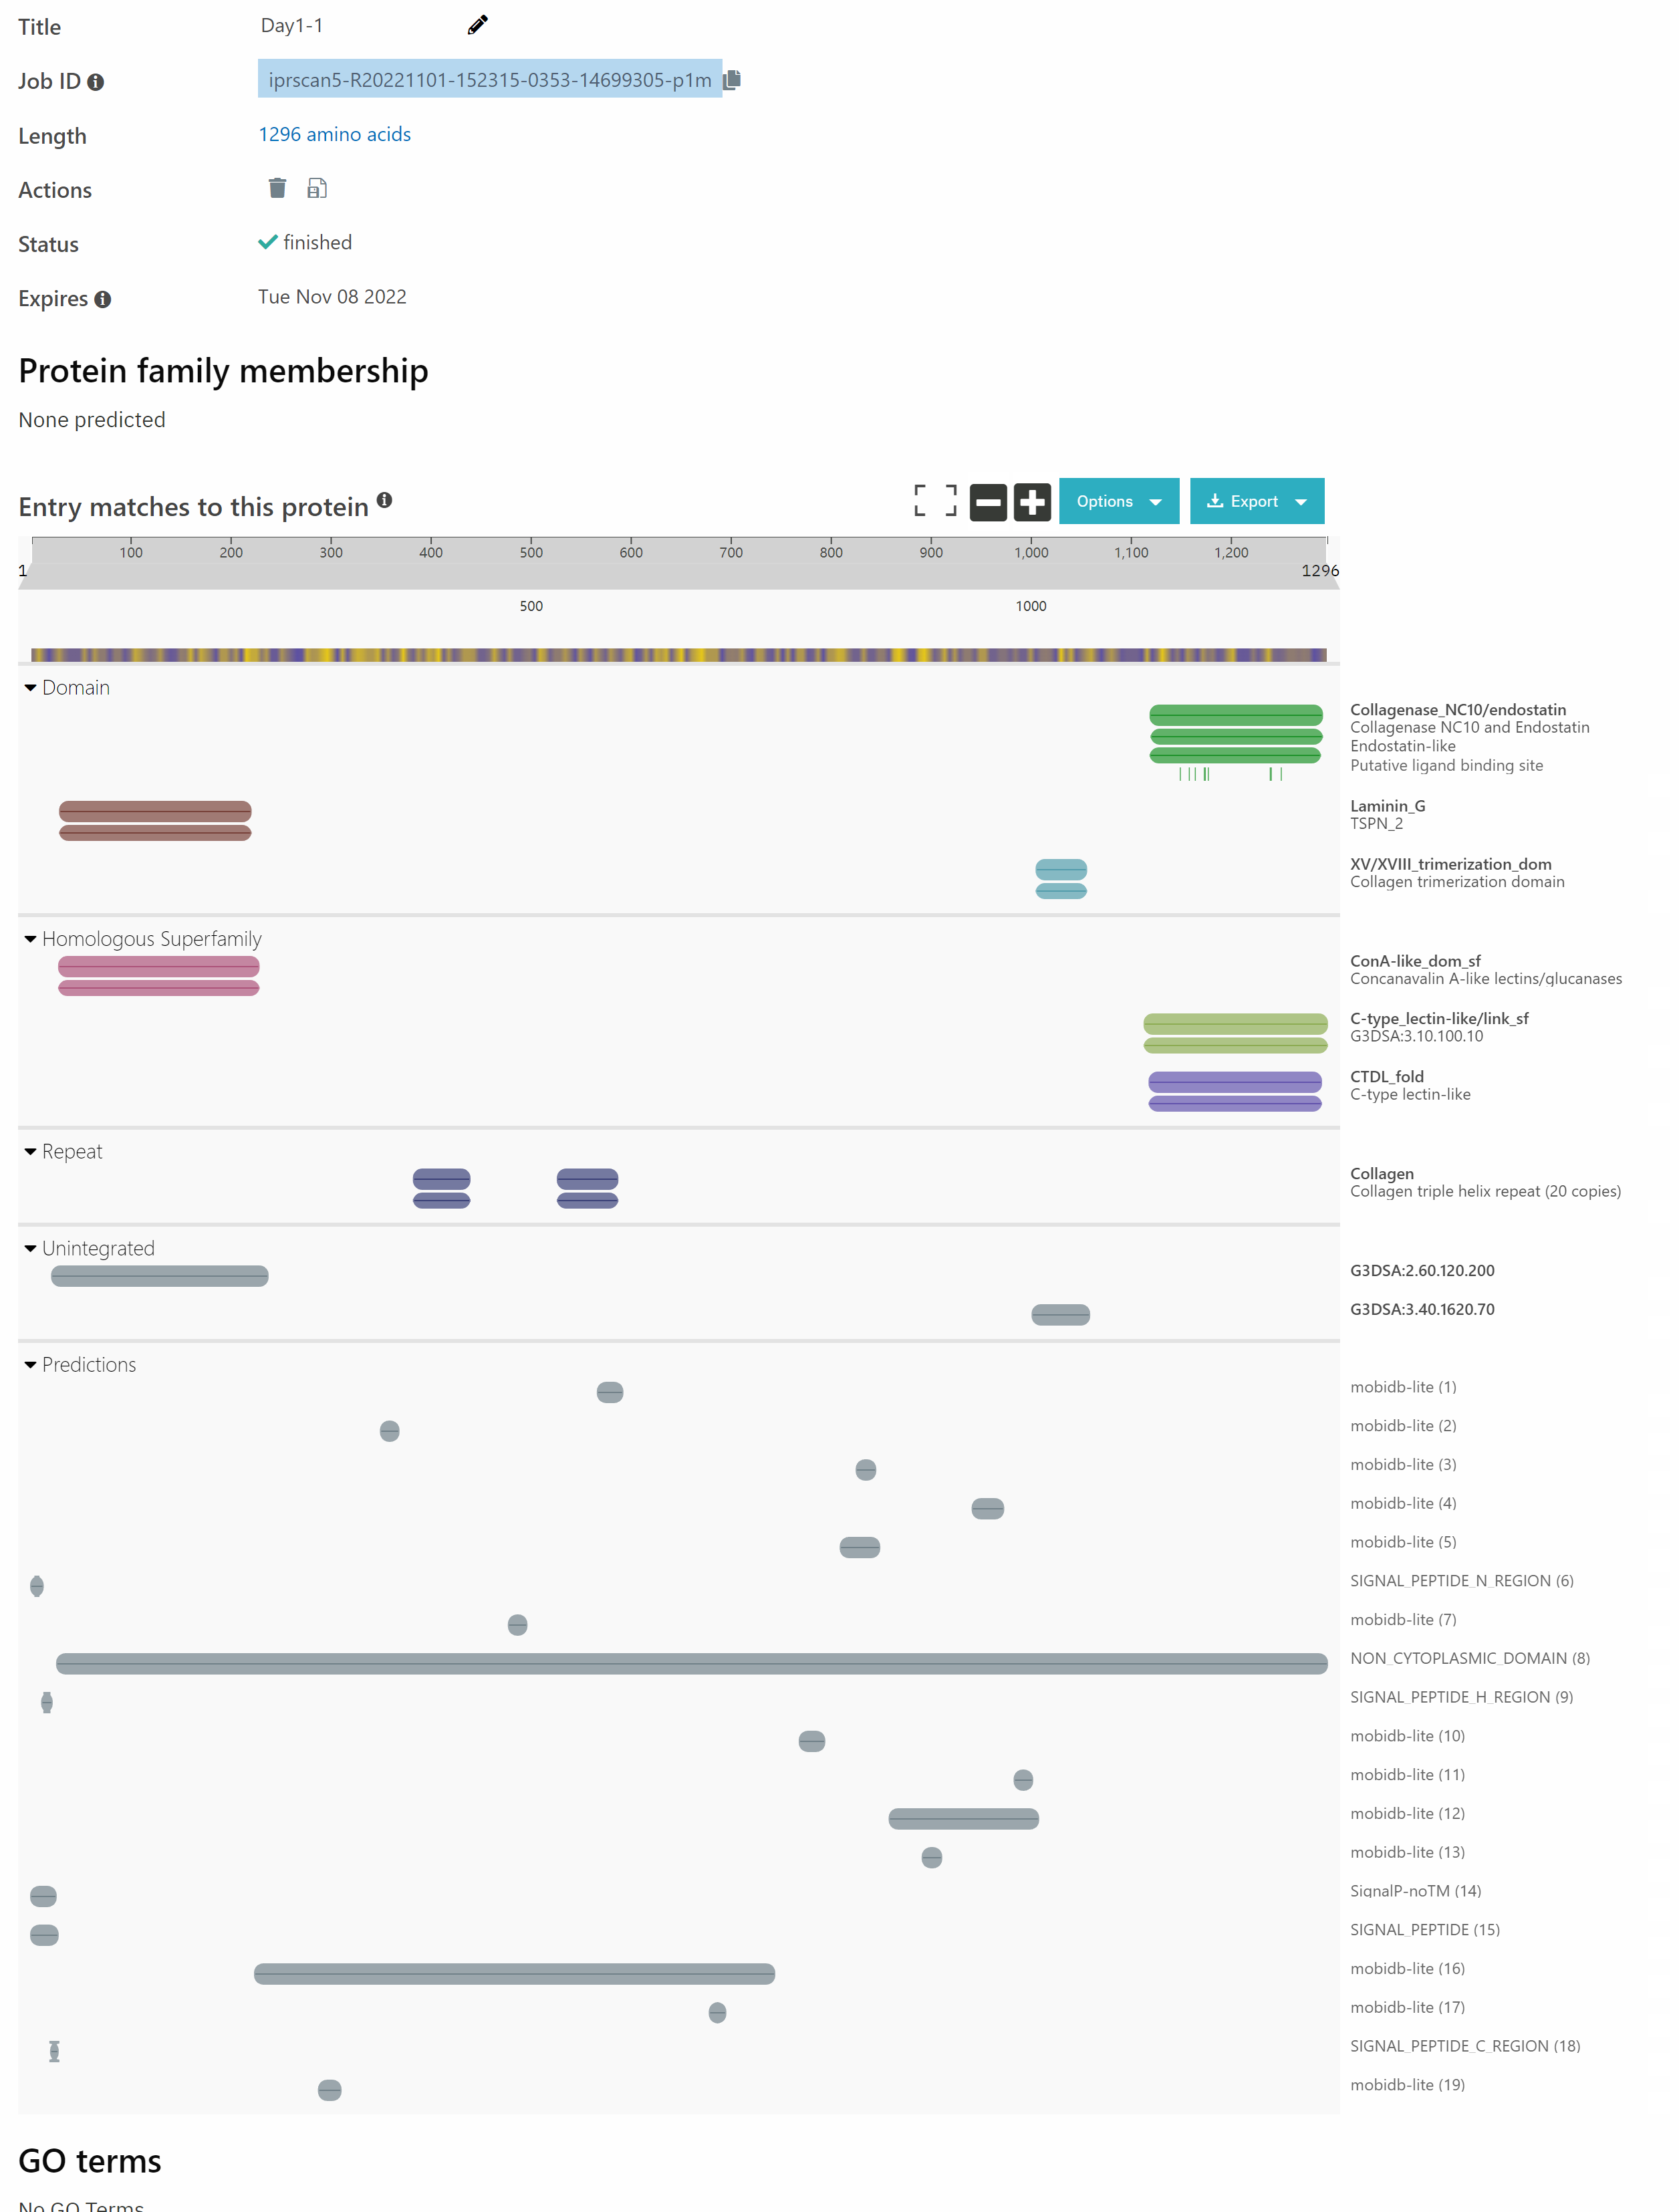 Title Day1-1
Job ID iprscan5-R20221101-152315-0353-14699305-p1m
Length 1296 amino acids
Actions
Status finished
Expires Tue Nov 08 2022
Protein family membership
None predicted
Entry matches to this protein
Options Export
100 200 300 400 500 600 700 800 900 1,000 1,100 1,200
1 1296
500 1000
Domain
Collagenase_NC10/endostatin
Collagenase NC10 and Endostatin
Endostatin-like
Putative ligand binding site
Laminin_G
TSPN_2
XV/XVIII_trimerization_dom
Collagen trimerization domain
Homologous Superfamily
ConA-like_dom_sf
Concanavalin A-like lectins/glucanases
C-type_lectin-like/link_sf
G3DSA:3.10.100.10
CTDL_fold
C-type lectin-like
Repeat
Collagen
Collagen triple helix repeat (20 copies)
Unintegrated
G3DSA:2.60.120.200
G3DSA:3.40.1620.70
Predictions
mobidb-lite (1)
mobidb-lite (2)
mobidb-lite (3)
mobidb-lite (4)
mobidb-lite (5)
SIGNAL_PEPTIDE_N_REGION (6)
mobidb-lite (7)
NON_CYTOPLASMIC_DOMAIN (8)
SIGNAL_PEPTIDE_H_REGION (9)
mobidb-lite (10)
mobidb-lite (11)
mobidb-lite (12)
mobidb-lite (13)
SignalP-noTM (14)
SIGNAL_PEPTIDE (15)
mobidb-lite (16)
mobidb-lite (17)
SIGNAL_PEPTIDE_C_REGION (18)
mobidb-lite (19)
GO terms
No GO Terms